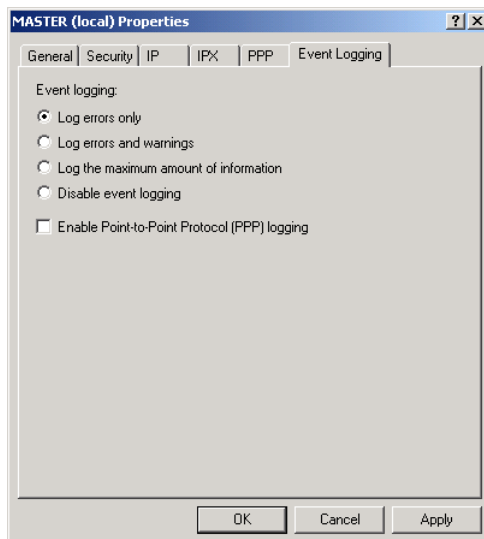 MASTER (local) Properties
General Security IP IPX PPP Event Logging
Event logging:
Log errors only
Log errors and warnings
Log the maximum amount of information
Disable event logging
Enable Point-to-Point Protocol (PPP) logging
OK Cancel Apply